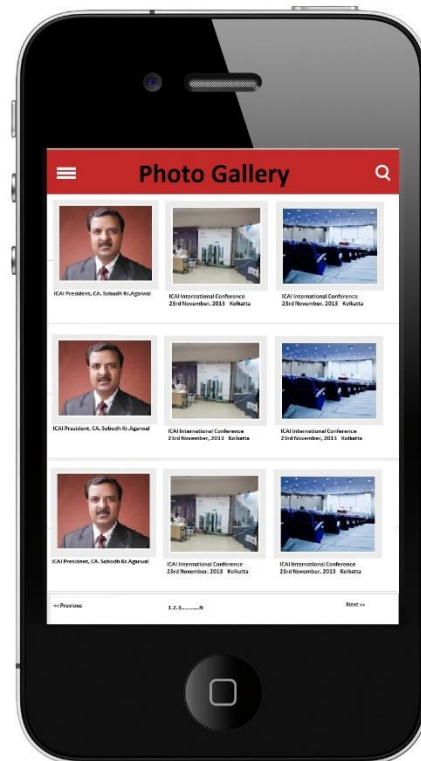 Photo Gallery
ICAI President, CA. Subodh Kr.Agarwal
ICAI International Conference
23rd November, 2013 Kolkatta
ICAI International Conference
23rd November, 2013 Kolkatta
ICAI President, CA. Subodh Kr.Agarwal
ICAI International Conference
23rd November, 2013 Kolkatta
ICAI International Conference
23rd November, 2013 Kolkatta
ICAI President, CA. Subodh Kr.Agarwal
ICAI International Conference
23rd November, 2013 Kolkatta
ICAI International Conference
23rd November, 2013 Kolkatta
<< Previous 1.2.3..........N Next >>